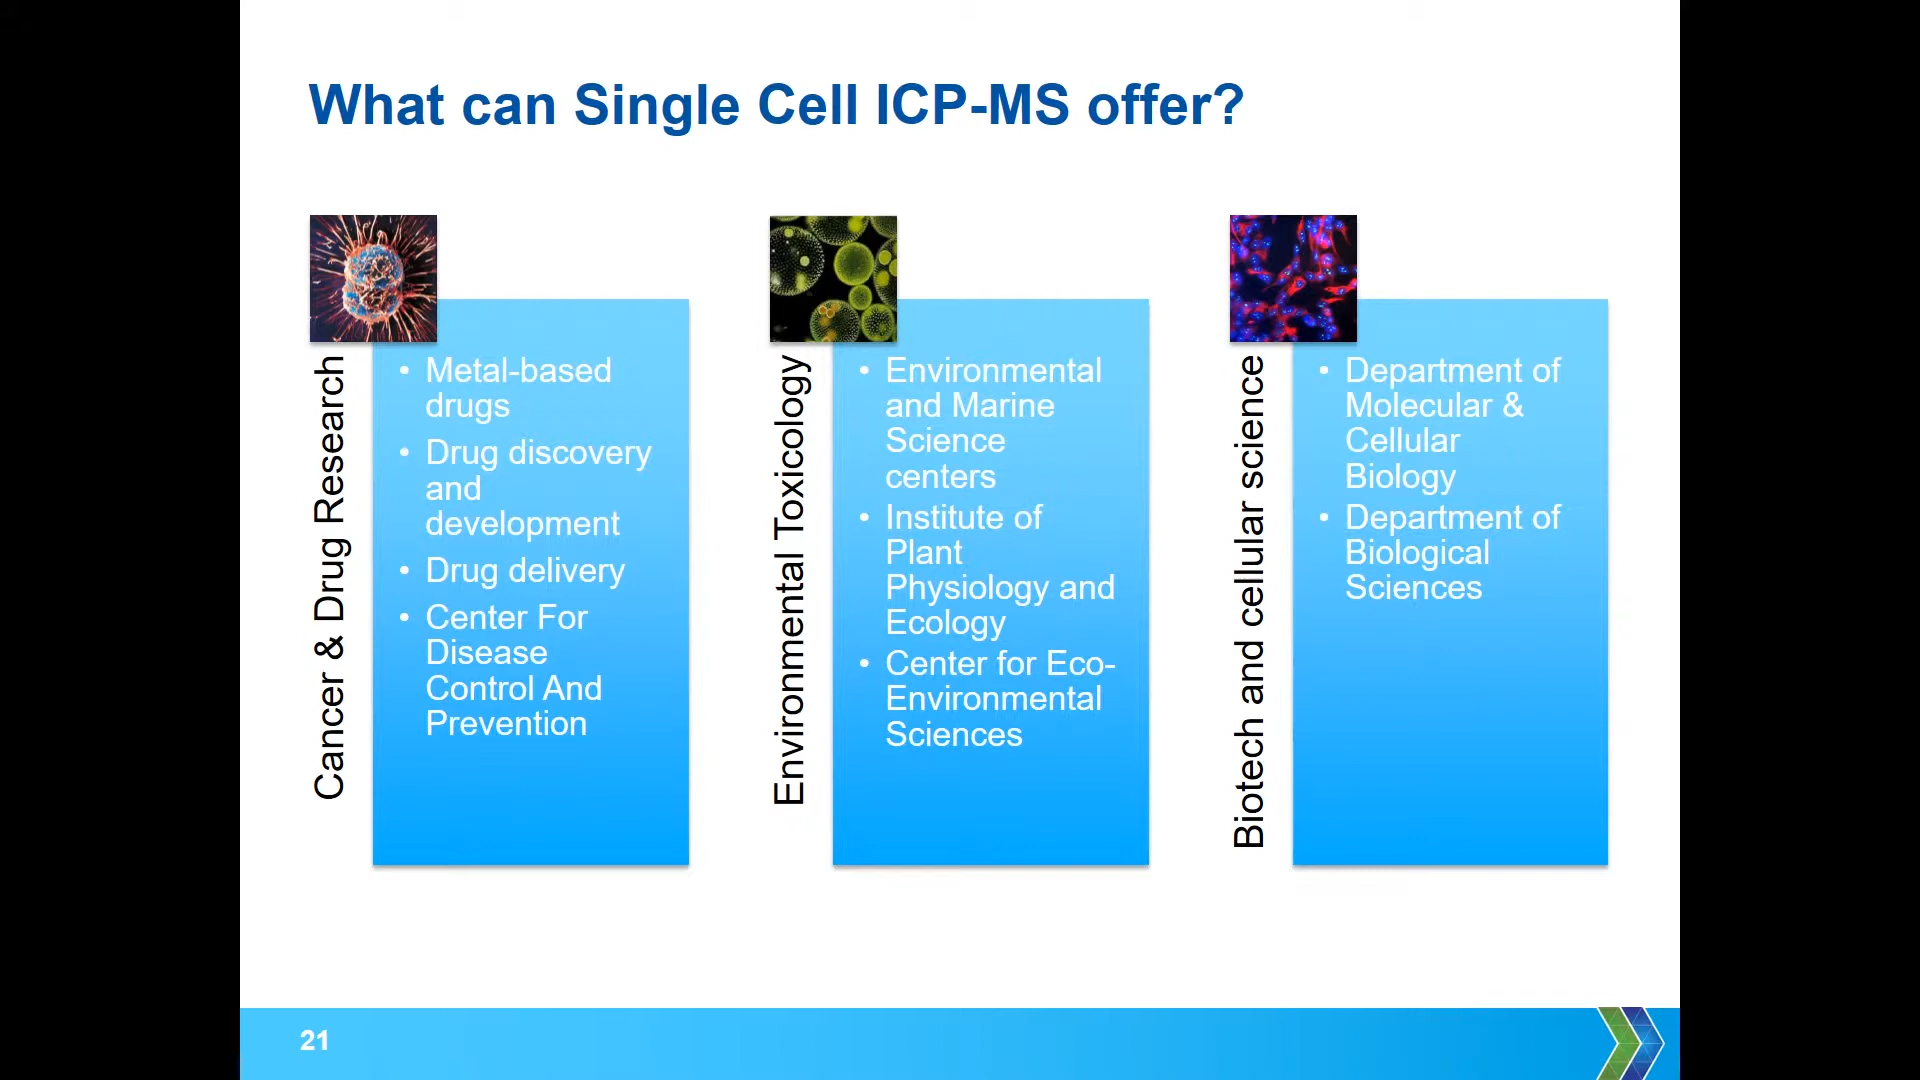 What can Single Cell ICP-MS offer?
Cancer & Drug Research
• Metal-based
drugs
• Drug discovery
and
development
• Drug delivery
• Center For
Disease
Control And
Prevention
Environmental Toxicology
• Environmental
and Marine
Science
centers
• Institute of
Plant
Physiology and
Ecology
• Center for Eco-
Environmental
Sciences
Biotech and cellular science
• Department of
Molecular &
Cellular
Biology
• Department of
Biological
Sciences
21